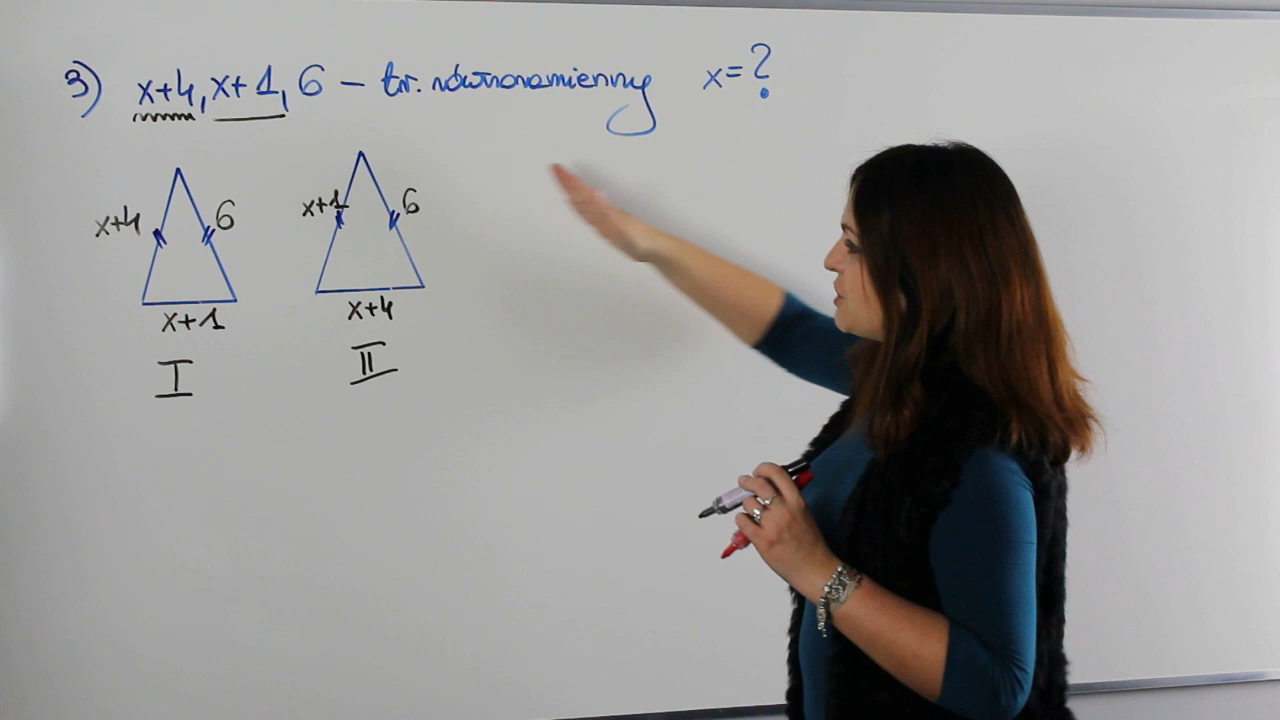 3) x+4, x+1, 6 – tr. równoramienny x=?
x+4 6
x+1
I
x+1 6
x+4
II